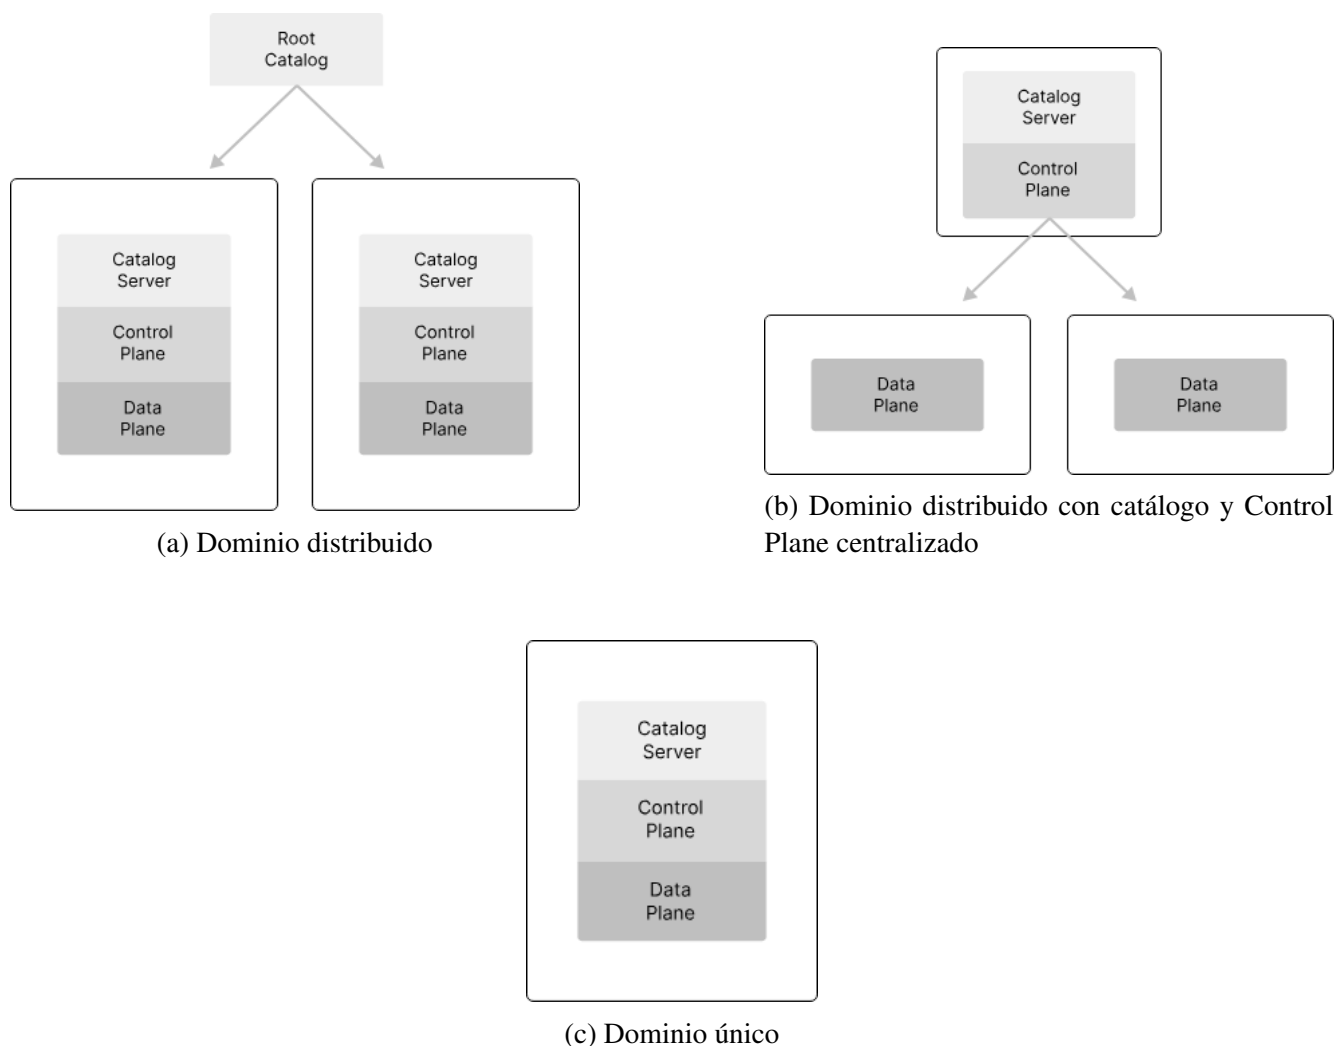 Root
Catalog
Catalog
Server
Control
Plane
Data
Plane
Catalog
Server
Control
Plane
Data
Plane
(a) Dominio distribuido
Catalog
Server
Control
Plane
Data
Plane
Data
Plane
(b) Dominio distribuido con catálogo y Control
Plane centralizado
Catalog
Server
Control
Plane
Data
Plane
(c) Dominio único